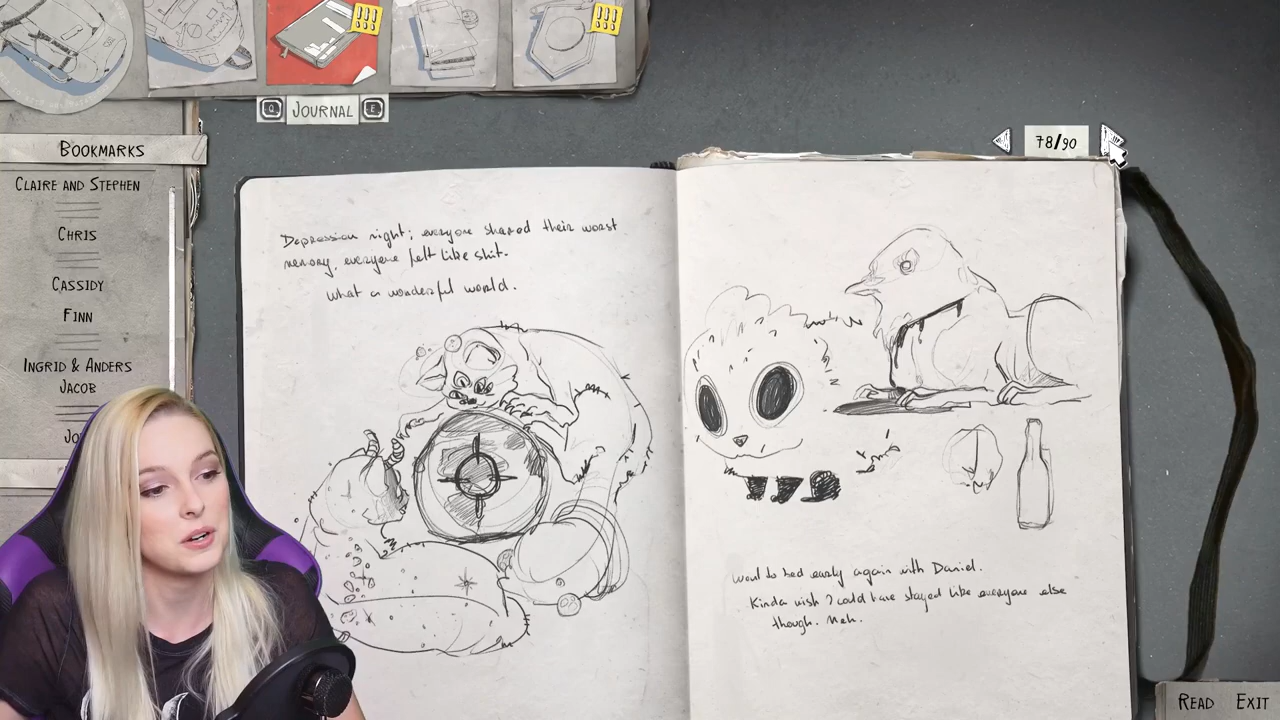 Q
JOURNAL
E
BOOKMARKS
78/90
CLAIRE AND STEPHEN
CHRIS
CASSIDY
FINN
INGRID & ANDERS
JACOB
Jo
Depression night; everyone shared their worst
memory, everyone felt like shit.
what a wonderful world.
went to bed early again with Daniel.
Kinda wish I could have stayed like everyone else
though. Meh.
READ
EXIT